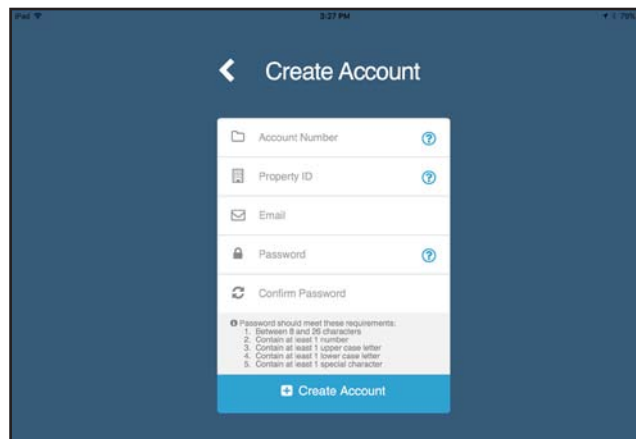 iPad
3:37 PM
Create Account
Account Number
Property ID
Email
Password
Confirm Password
Password should meet these requirements:
1. Between 8 and 26 characters
2. Contain at least 1 number
3. Contain at least 1 upper case letter
4. Contain at least 1 lower case letter
5. Contain at least 1 special character
Create Account